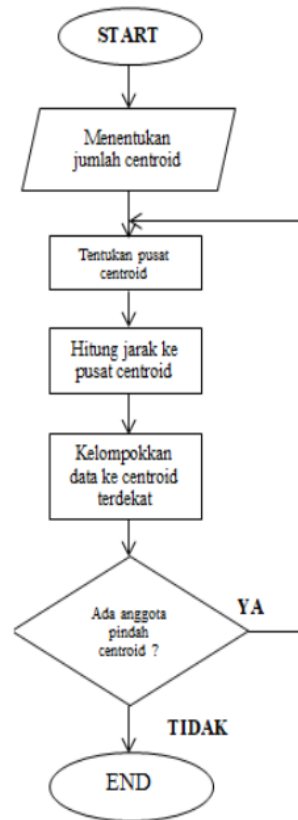 START
Menentukan
jumlah centroid
Tentukan pusat
centroid
Hitung jarak ke
pusat centroid
Kelompokkan
data ke centroid
terdekat
Ada anggota
pindah
centroid ?
YA
TIDAK
END